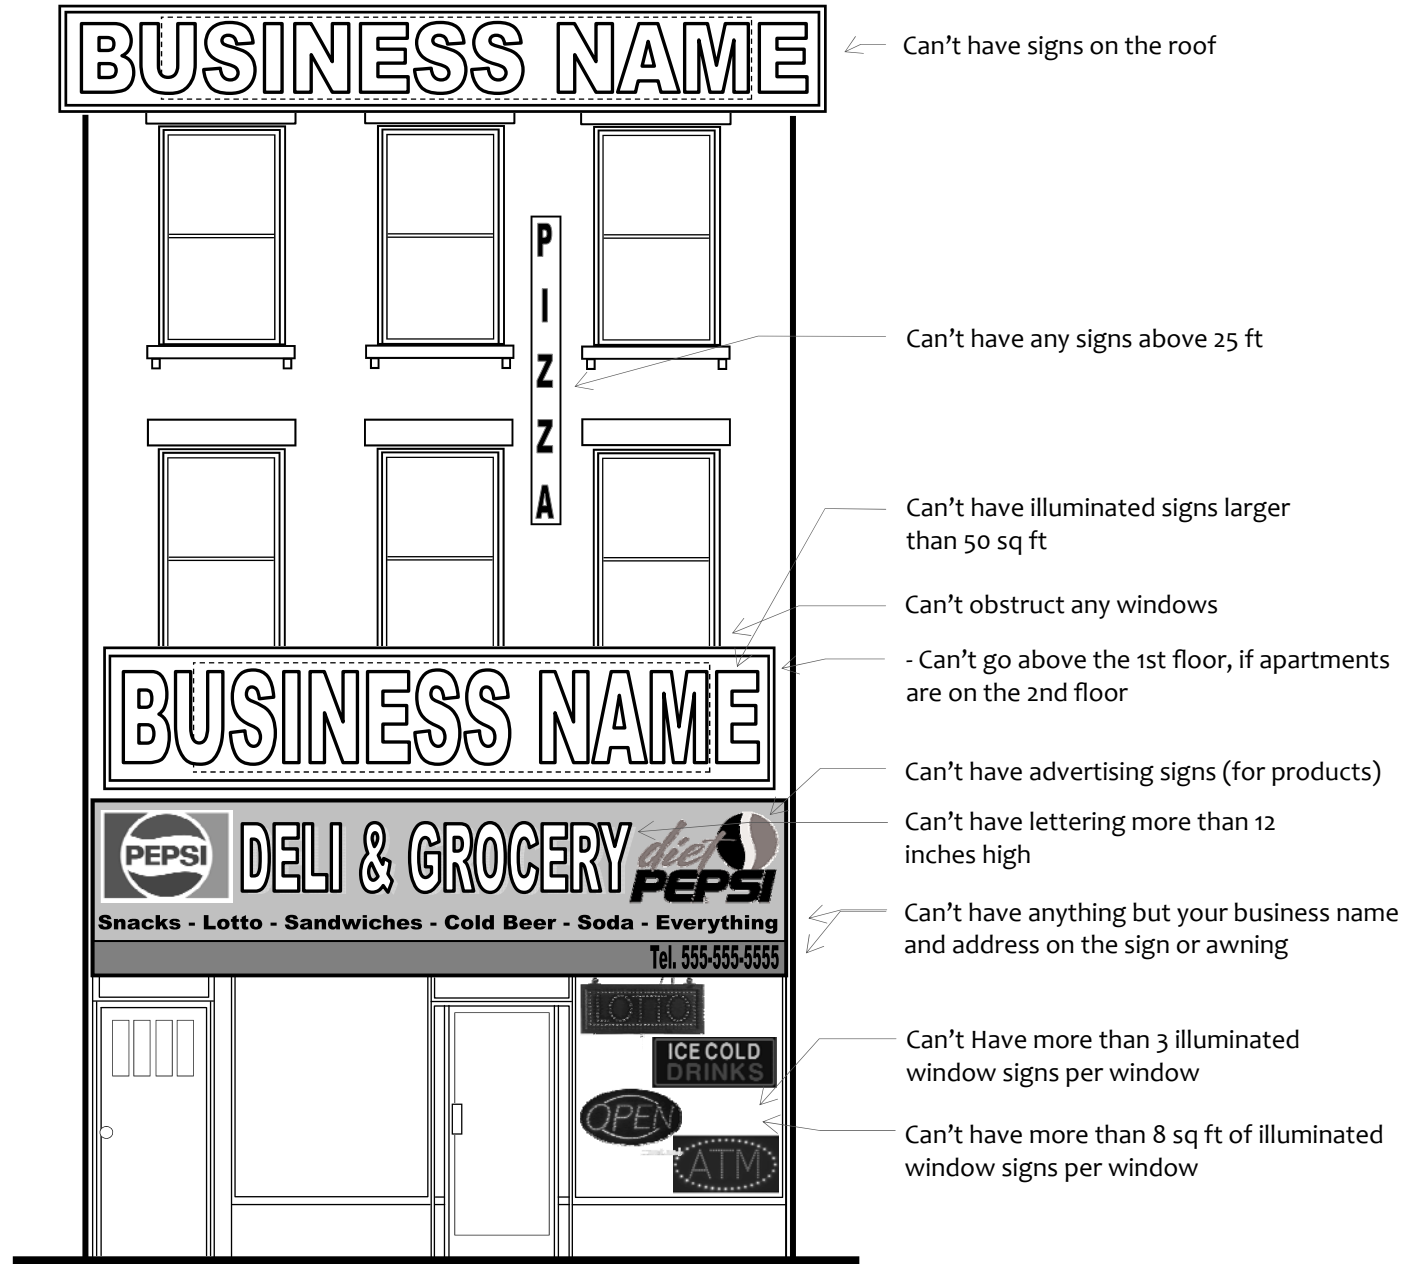 BUSINESS NAME
Can't have signs on the roof
P
I
Z
Z
A
Can't have any signs above 25 ft
Can't have illuminated signs larger
than 50 sq ft
Can't obstruct any windows
- Can't go above the 1st floor, if apartments
are on the 2nd floor
BUSINESS NAME
Can't have advertising signs (for products)
PEPSI
DELI & GROCERY
diet
PEPSI
Can't have lettering more than 12
inches high
Snacks - Lotto - Sandwiches - Cold Beer - Soda - Everything
Tel. 555-555-5555
Can't have anything but your business name
and address on the sign or awning
LOTTO
ICE COLD
DRINKS
OPEN
ATM
Can't Have more than 3 illuminated
window signs per window
Can't have more than 8 sq ft of illuminated
window signs per window